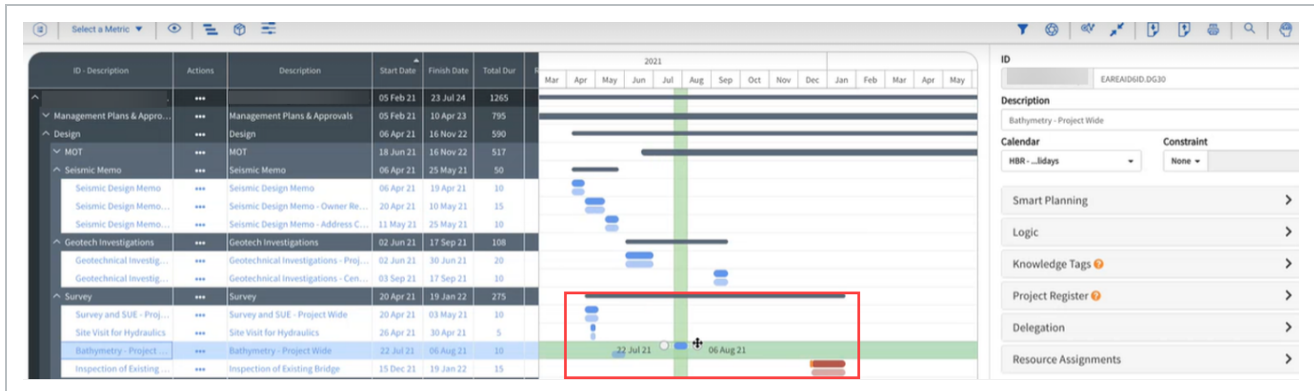 Select a Metric
2021
ID - Description Actions Description Start Date Finish Date Total Dur
Mar Apr May Jun Jul Aug Sep Oct Nov Dec Jan Feb Mar Apr May
05 Feb 21 23 Jul 24 1265
Management Plans & Appro... ••• Management Plans & Approvals 05 Feb 21 10 Apr 23 795
Design ••• Design 06 Apr 21 16 Nov 22 590
MOT ••• MOT 18 Jun 21 16 Nov 22 517
Seismic Memo ••• Seismic Memo 06 Apr 21 25 May 21 50
Seismic Design Memo ••• Seismic Design Memo 06 Apr 21 19 Apr 21 10
Seismic Design Memo... ••• Seismic Design Memo - Owner Re... 20 Apr 21 10 May 21 15
Seismic Design Memo... ••• Seismic Design Memo - Address C... 11 May 21 25 May 21 10
Geotech Investigations ••• Geotech Investigations 02 Jun 21 17 Sep 21 108
Geotechnical Investig... ••• Geotechnical Investigations - Proj... 02 Jun 21 30 Jun 21 20
Geotechnical Investig... ••• Geotechnical Investigations - Cen... 03 Sep 21 17 Sep 21 10
Survey ••• Survey 20 Apr 21 19 Jan 22 275
Survey and SUE - Proj... ••• Survey and SUE - Project Wide 20 Apr 21 03 May 21 10
Site Visit for Hydraulics ••• Site Visit for Hydraulics 26 Apr 21 30 Apr 21 5
Bathymetry - Project ... ••• Bathymetry - Project Wide 22 Jul 21 06 Aug 21 10 22 Jul 21 06 Aug 21
Inspection of Existing ... ••• Inspection of Existing Bridge 15 Dec 21 19 Jan 22 15
ID
EAREAID6ID.DG30
Description
Bathymetry - Project Wide
Calendar Constraint
HBR - ...lidays None
Smart Planning
Logic
Knowledge Tags ?
Project Register ?
Delegation
Resource Assignments